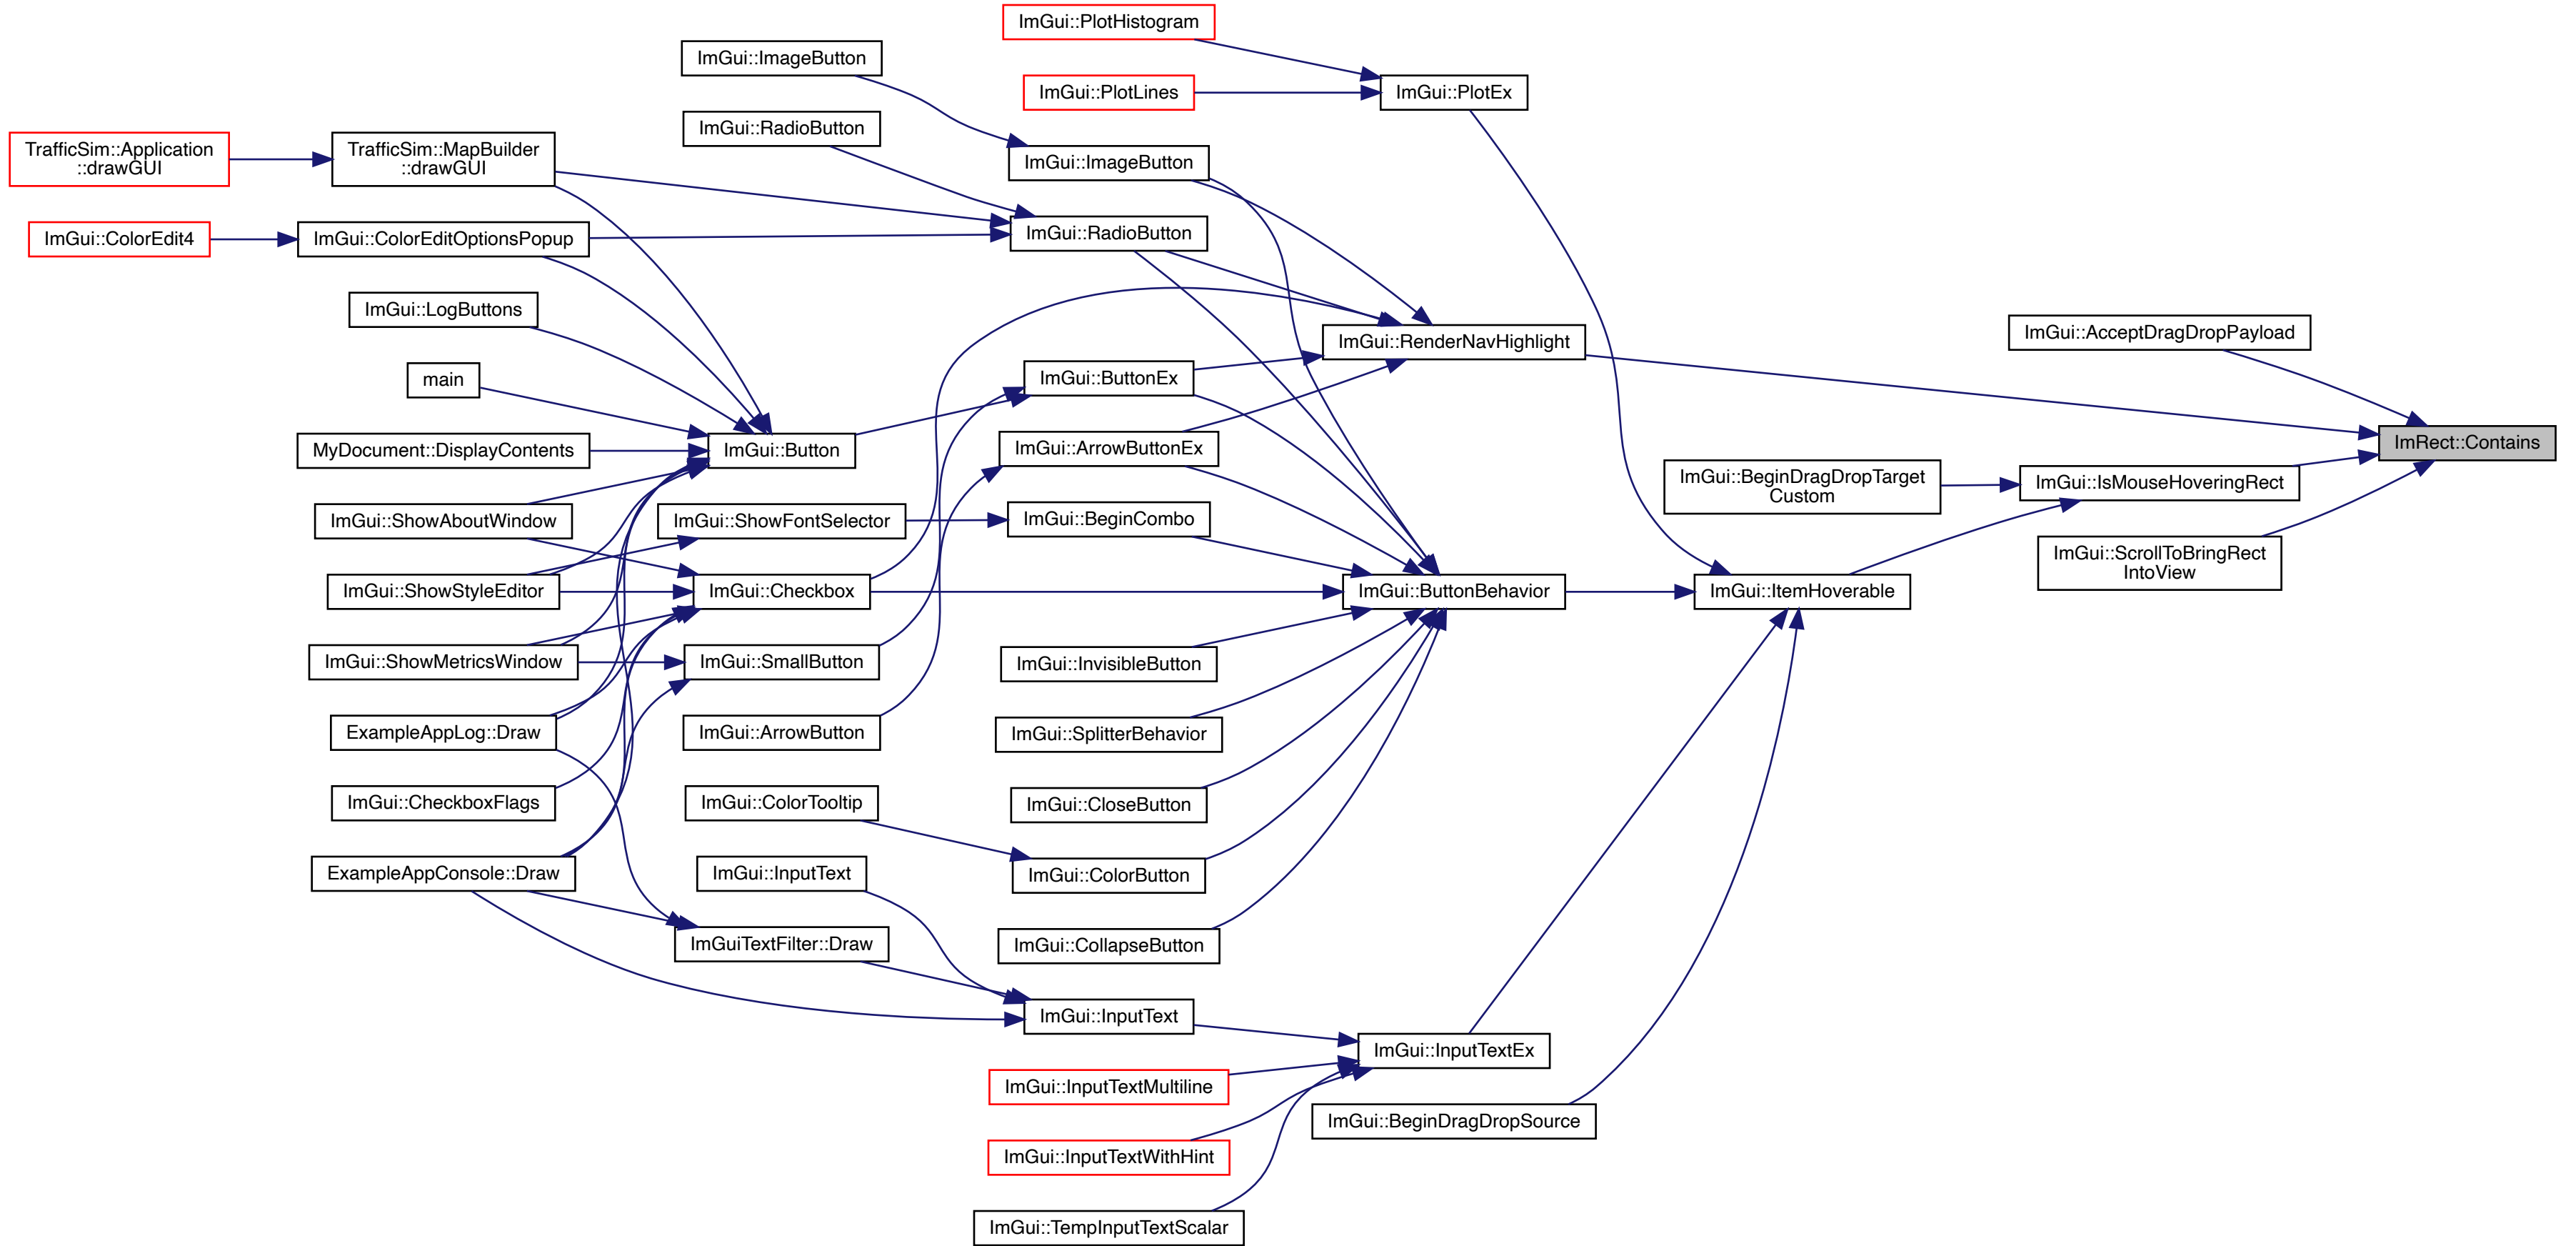 ImGui::PlotHistogram
ImGui::ImageButton
ImGui::PlotLines
ImGui::PlotEx
ImGui::RadioButton
TrafficSim::Application
::drawGUI
TrafficSim::MapBuilder
::drawGUI
ImGui::ImageButton
ImGui::ColorEdit4
ImGui::ColorEditOptionsPopup
ImGui::RadioButton
ImGui::LogButtons
ImGui::RenderNavHighlight
ImGui::AcceptDragDropPayload
main
ImGui::ButtonEx
MyDocument::DisplayContents
ImGui::Button
ImGui::ArrowButtonEx
ImRect::Contains
ImGui::BeginDragDropTarget
Custom
ImGui::IsMouseHoveringRect
ImGui::ShowAboutWindow
ImGui::ShowFontSelector
ImGui::BeginCombo
ImGui::ScrollToBringRect
IntoView
ImGui::ShowStyleEditor
ImGui::Checkbox
ImGui::ButtonBehavior
ImGui::ItemHoverable
ImGui::ShowMetricsWindow
ImGui::SmallButton
ImGui::InvisibleButton
ExampleAppLog::Draw
ImGui::ArrowButton
ImGui::SplitterBehavior
ImGui::CheckboxFlags
ImGui::ColorTooltip
ImGui::CloseButton
ExampleAppConsole::Draw
ImGui::InputText
ImGui::ColorButton
ImGuiTextFilter::Draw
ImGui::CollapseButton
ImGui::InputText
ImGui::InputTextEx
ImGui::InputTextMultiline
ImGui::BeginDragDropSource
ImGui::InputTextWithHint
ImGui::TempInputTextScalar